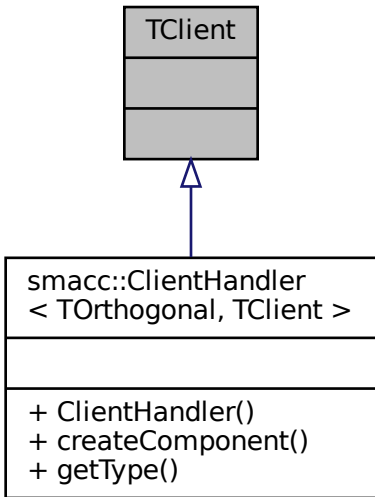 TClient
smacc::ClientHandler
< TOrthogonal, TClient >
+ ClientHandler()
+ createComponent()
+ getType()